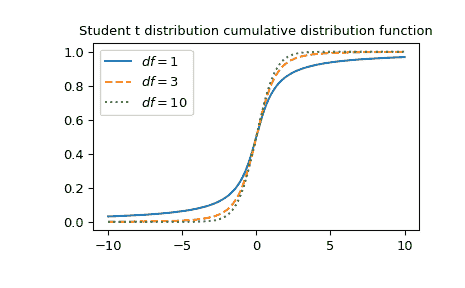 Student t distribution cumulative distribution function
df = 1
df = 3
df = 10
1.0
0.8
0.6
0.4
0.2
0.0
−10 −5 0 5 10